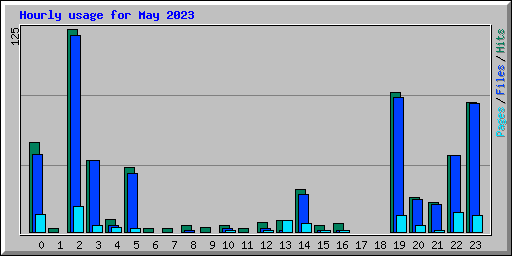 Hourly usage for May 2023
125
Pages/Files/Hits
0 1 2 3 4 5 6 7 8 9 10 11 12 13 14 15 16 17 18 19 20 21 22 23